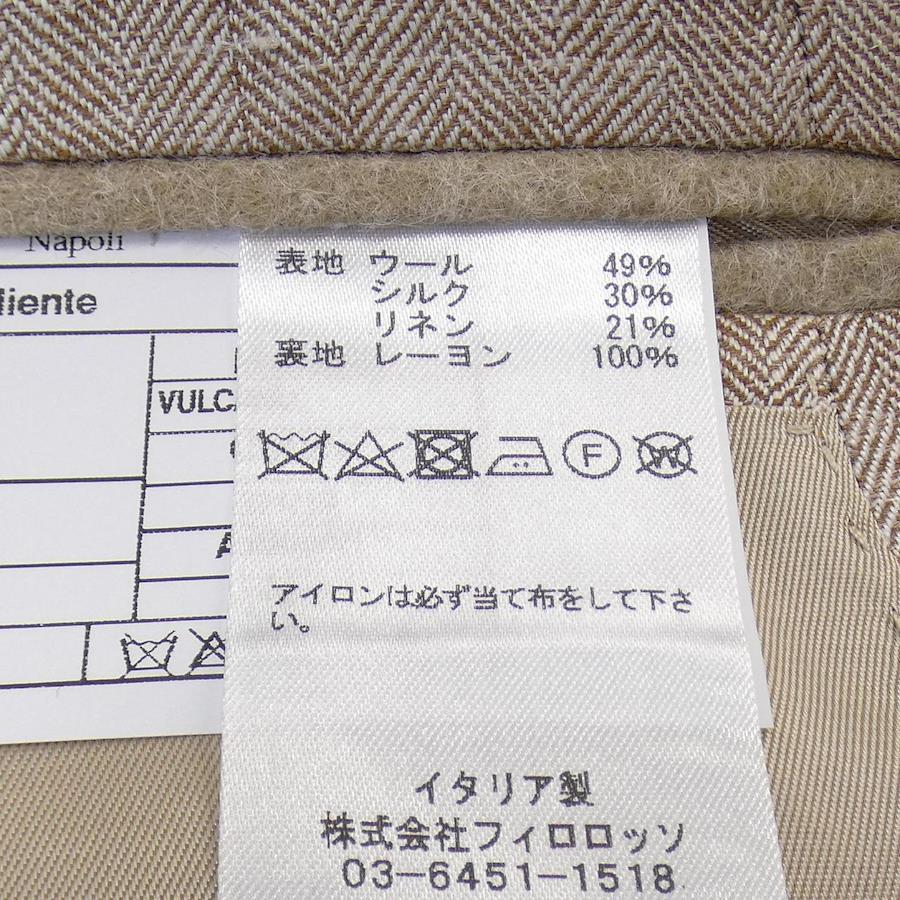 Napoli
liente
VULC
表地 ウール 49%
シルク 30%
リネン 21%
裏地 レーヨン 100%
F W
アイロンは必ず当て布をして下さ
い。
イタリア製
株式会社フィロロッソ
03-6451-1518